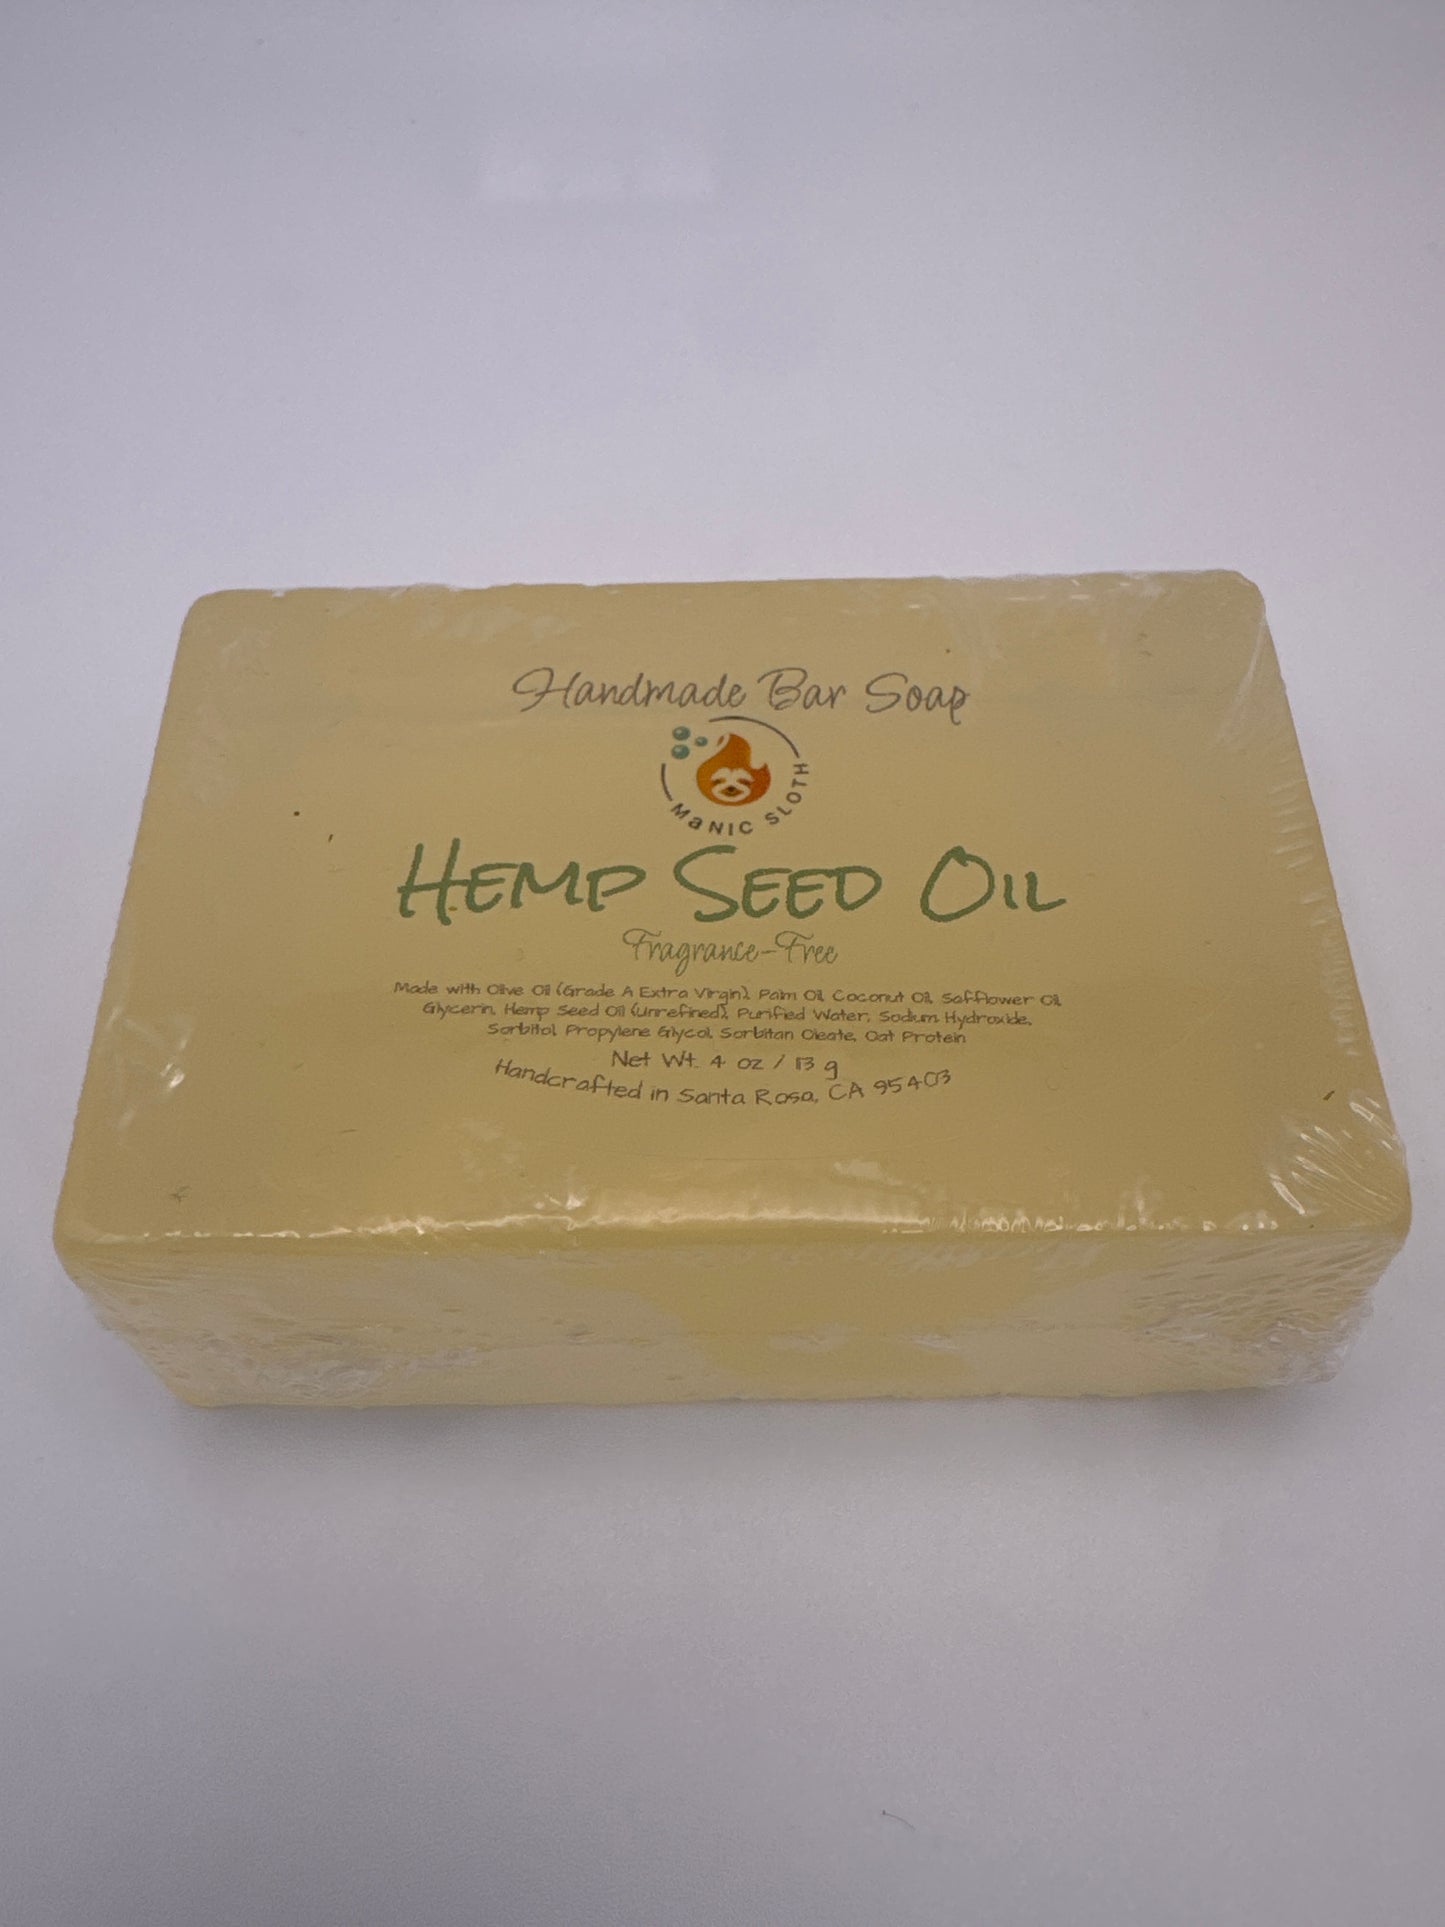 Handmade Bar Soap
MaNIC SLOTH
HEMP SEED OIL
Fragrance-Free
Made with Olive Oil (Grade A Extra Virgin), Palm Oil, Coconut Oil, Safflower Oil,
Glycerin, Hemp Seed Oil (unrefined), Purified Water, Sodium Hydroxide,
Sorbitol, Propylene Glycol, Sorbitan Oleate, Oat Protein
Net Wt. 4 oz / 113 g
Handcrafted in Santa Rosa, CA 95403